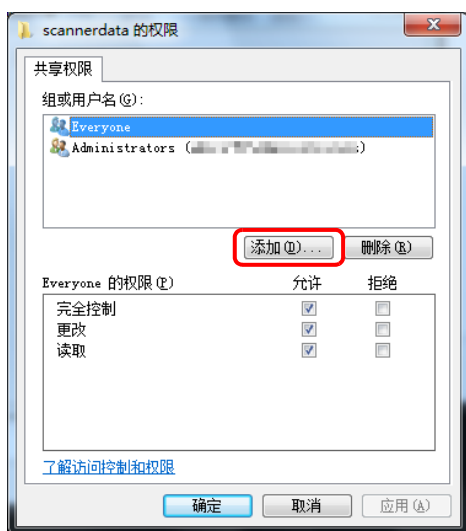 scannerdata 的权限
共享权限
组或用户名(G):
Everyone
Administrators (
添加(D)... 删除(R)
Everyone 的权限(P) 允许 拒绝
完全控制
更改
读取
了解访问控制和权限
确定 取消 应用(A)